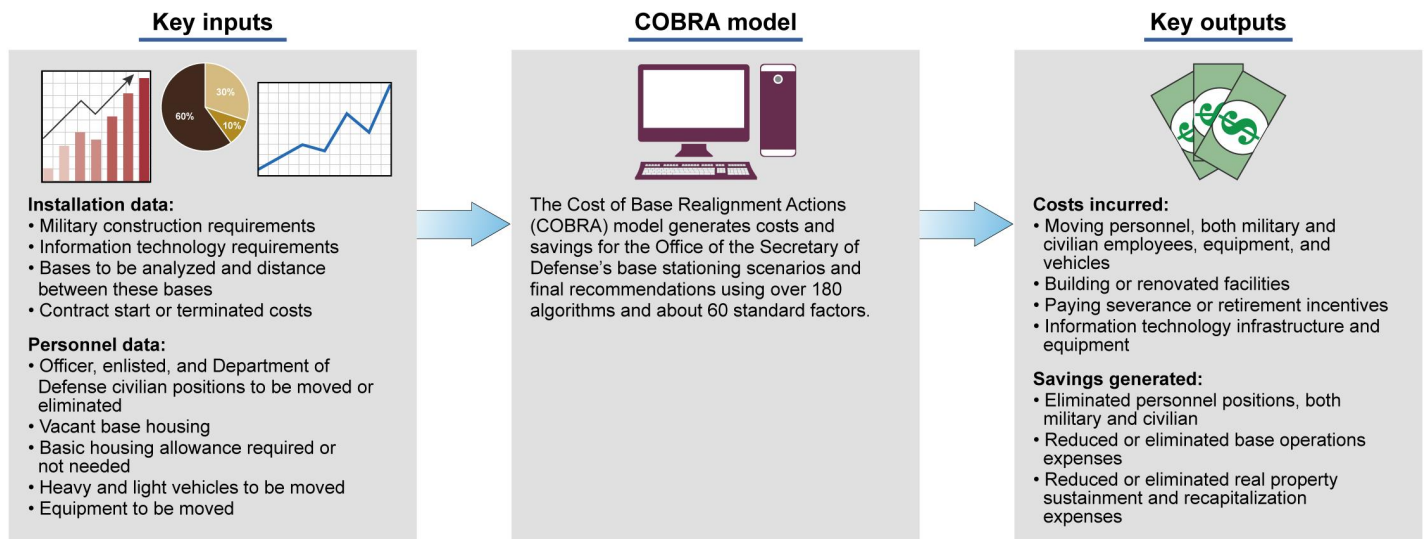 Key inputs
30%
60%
10%
Installation data:
• Military construction requirements
• Information technology requirements
• Bases to be analyzed and distance
between these bases
• Contract start or terminated costs
Personnel data:
• Officer, enlisted, and Department of
Defense civilian positions to be moved or
eliminated
• Vacant base housing
• Basic housing allowance required or
not needed
• Heavy and light vehicles to be moved
• Equipment to be moved
COBRA model
The Cost of Base Realignment Actions
(COBRA) model generates costs and
savings for the Office of the Secretary of
Defense’s base stationing scenarios and
final recommendations using over 180
algorithms and about 60 standard factors.
Key outputs
$ $ $
Costs incurred:
• Moving personnel, both military and
civilian employees, equipment, and
vehicles
• Building or renovated facilities
• Paying severance or retirement incentives
• Information technology infrastructure and
equipment
Savings generated:
• Eliminated personnel positions, both
military and civilian
• Reduced or eliminated base operations
expenses
• Reduced or eliminated real property
sustainment and recapitalization
expenses